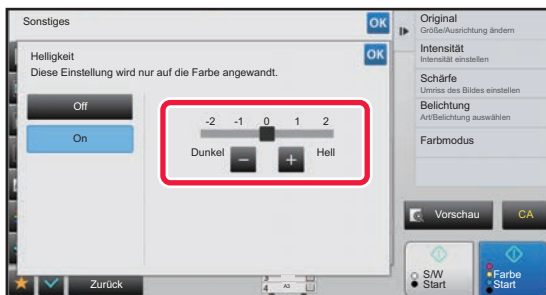 Sonstiges
OK
Helligkeit
OK
Diese Einstellung wird nur auf die Farbe angewandt.
Off
On
-2 -1 0 1 2
Dunkel − + Hell
Zurück
3
4 A3
Original
Größe/Ausrichtung ändern
Intensität
Intensität einstellen
Schärfe
Umriss des Bildes einstellen
Belichtung
Art/Belichtung auswählen
Farbmodus
Vorschau
CA
S/W
Start
Farbe
Start